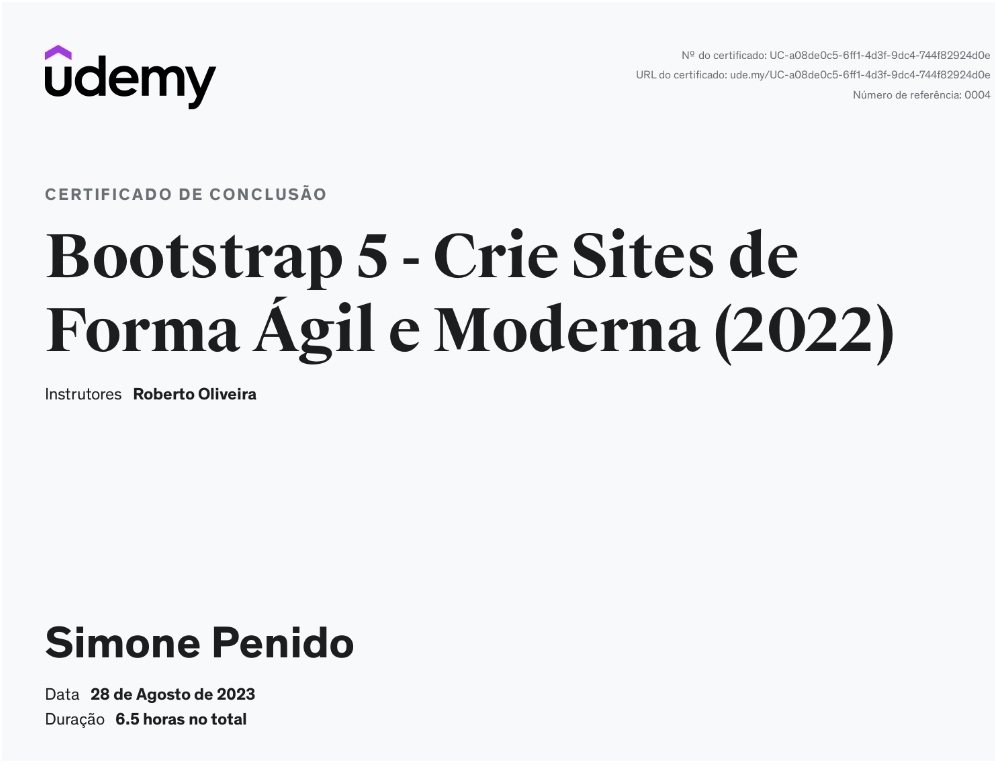 udemy
Nº do certificado: UC-a08de0c5-6ff1-4d3f-9dc4-744f82924d0e
URL do certificado: ude.my/UC-a08de0c5-6ff1-4d3f-9dc4-744f82924d0e
Número de referência: 0004
CERTIFICADO DE CONCLUSÃO
Bootstrap 5 - Crie Sites de
Forma Ágil e Moderna (2022)
Instrutores Roberto Oliveira
Simone Penido
Data 28 de Agosto de 2023
Duração 6.5 horas no total